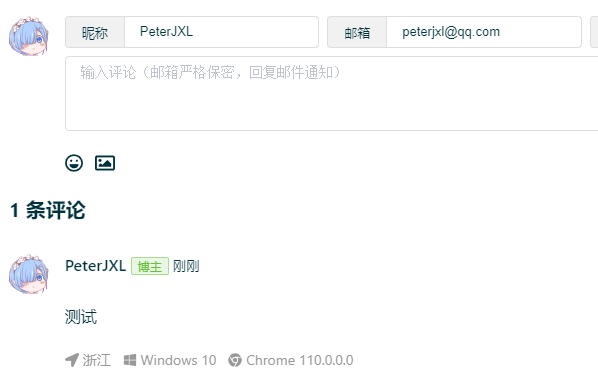 昵称 PeterJXL 邮箱 peterjxl@qq.com
输入评论（邮箱严格保密，回复邮件通知）
1 条评论
PeterJXL 博主 刚刚
测试
浙江 Windows 10 Chrome 110.0.0.0